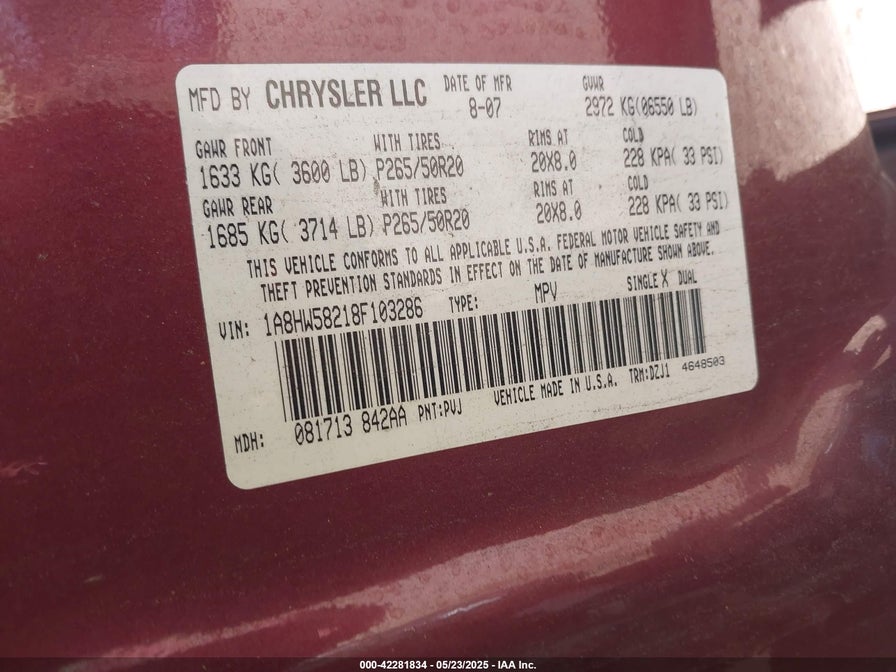 MFD BY CHRYSLER LLC DATE OF MFR 8-07 GVWR 2972 KG(06550 LB)
GAWR FRONT WITH TIRES RIMS AT COLD
1633 KG( 3600 LB) P265/50R20 20X8.0 228 KPA( 33 PSI)
GAWR REAR WITH TIRES RIMS AT COLD
1685 KG( 3714 LB) P265/50R20 20X8.0 228 KPA( 33 PSI)
THIS VEHICLE CONFORMS TO ALL APPLICABLE U.S.A. FEDERAL MOTOR VEHICLE SAFETY AND
THEFT PREVENTION STANDARDS IN EFFECT ON THE DATE OF MANUFACTURE SHOWN ABOVE.
VIN: 1A8HW58218F103286 TYPE: MPV SINGLE X DUAL
MDH: 081713 842AA PNT:PVJ VEHICLE MADE IN U.S.A. TRM:DZJ1 4648503
000-42281834 — 05/23/2025 — IAA Inc.